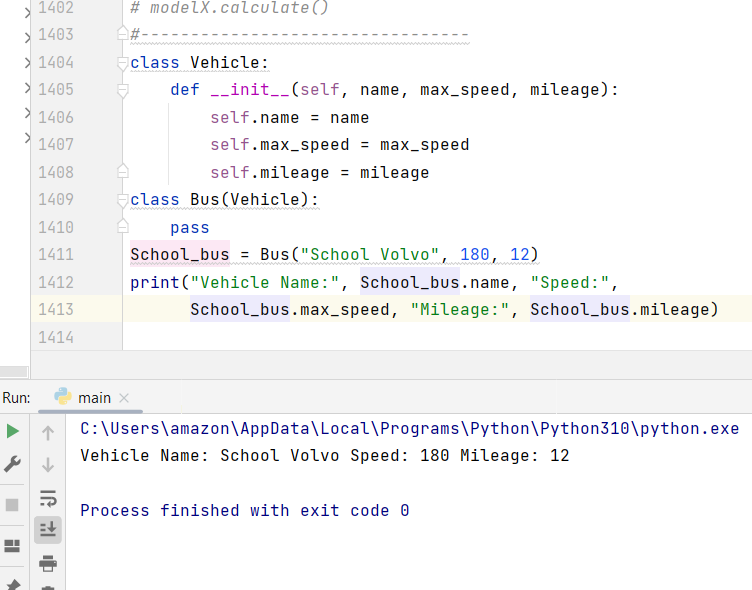 1402 # modelX.calculate()
1403 #---------------------------------
1404 class Vehicle:
1405     def __init__(self, name, max_speed, mileage):
1406         self.name = name
1407         self.max_speed = max_speed
1408         self.mileage = mileage
1409 class Bus(Vehicle):
1410     pass
1411 School_bus = Bus("School Volvo", 180, 12)
1412 print("Vehicle Name:", School_bus.name, "Speed:",
1413       School_bus.max_speed, "Mileage:", School_bus.mileage)
1414
Run: main
C:\Users\amazon\AppData\Local\Programs\Python\Python310\python.exe
Vehicle Name: School Volvo Speed: 180 Mileage: 12
Process finished with exit code 0